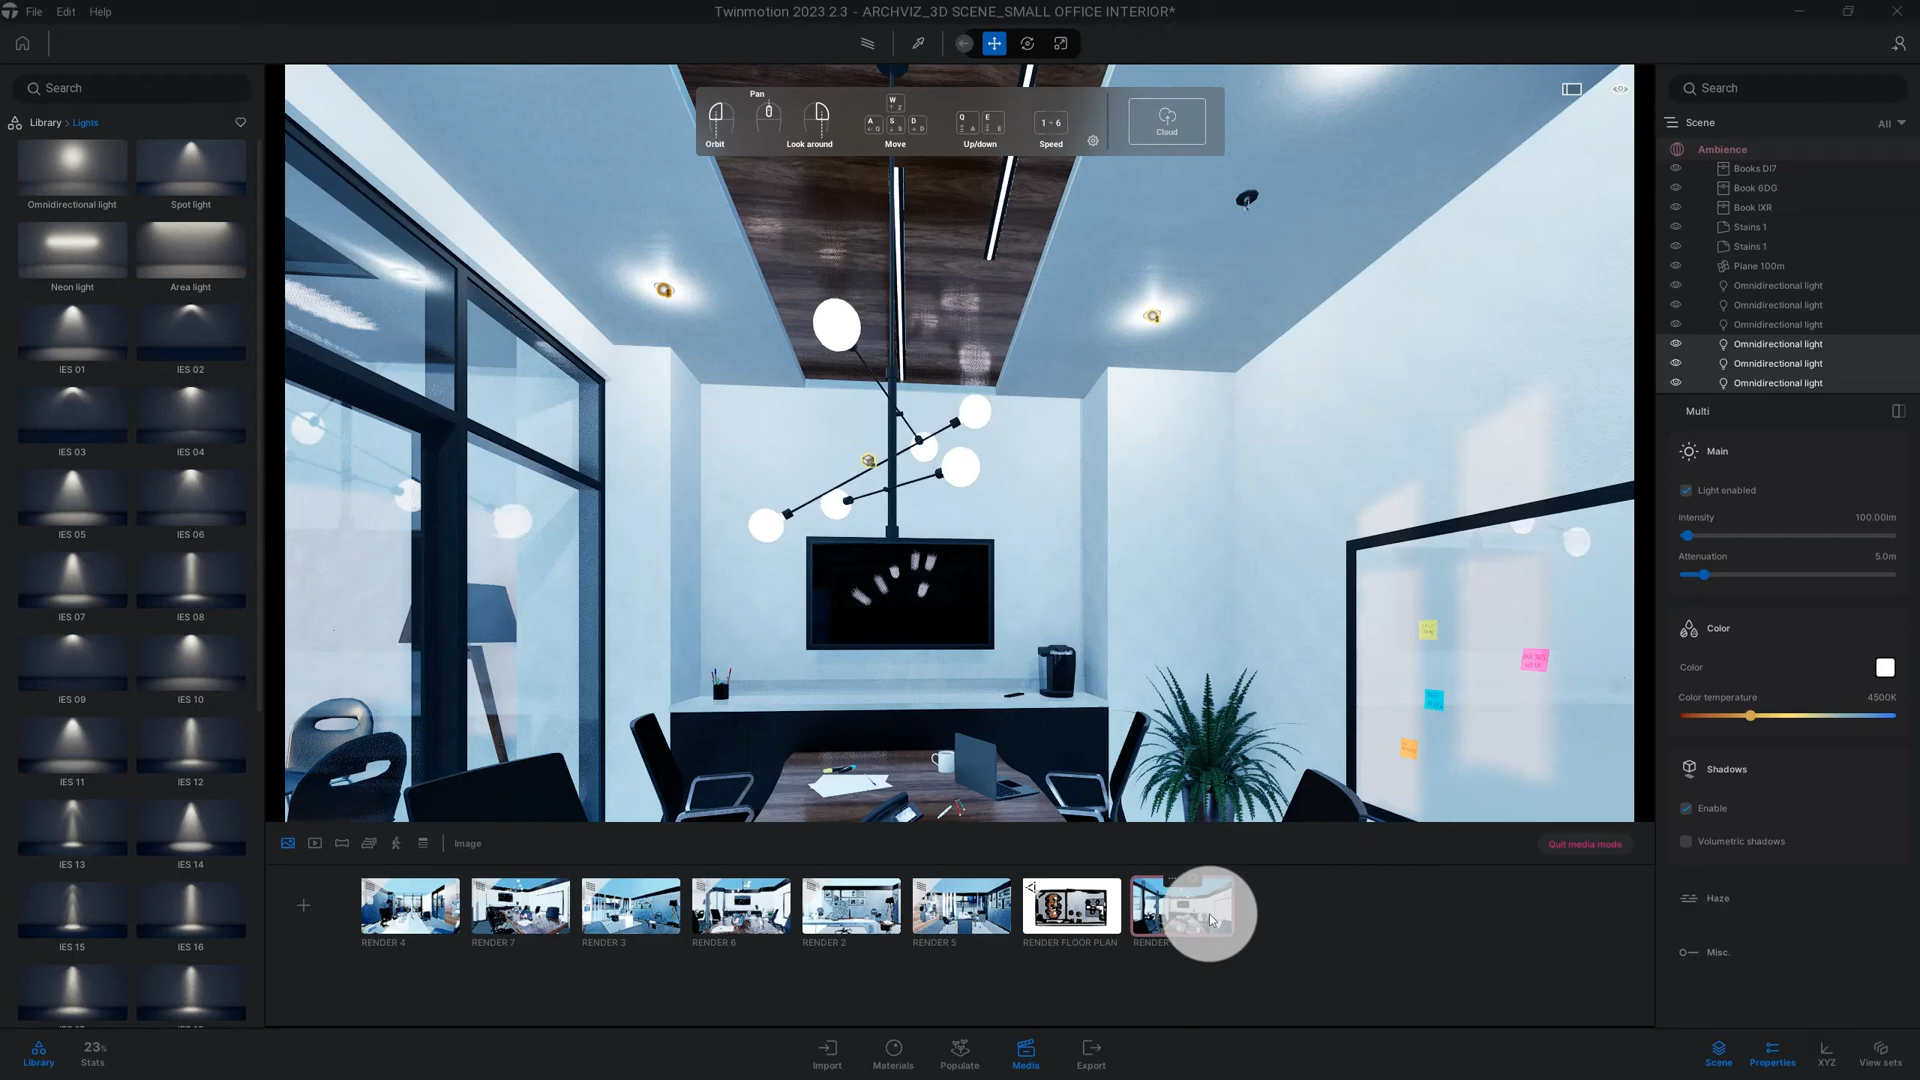 File Edit Help
Twinmotion 2023.2.3 - ARCHVIZ_3D SCENE_SMALL OFFICE INTERIOR*
Search
Library > Lights
Omnidirectional light Spot light
Neon light Area light
IES 01 IES 02
IES 03 IES 04
IES 05 IES 06
IES 07 IES 08
IES 09 IES 10
IES 11 IES 12
IES 13 IES 14
IES 15 IES 16
Pan
W
Z
A S D
Q S D
Q E
A E
1 → 6
Orbit Look around Move Up/down Speed
Cloud
Search
Scene All
Ambience
Books DI7
Book 6DG
Book IXR
Stains 1
Stains 1
Plane 100m
Omnidirectional light
Omnidirectional light
Omnidirectional light
Omnidirectional light
Omnidirectional light
Omnidirectional light
Multi
Main
Light enabled
Intensity 100.00lm
Attenuation 5.0m
Color
Color
Color temperature 4500K
Shadows
Enable
Volumetric shadows
Haze
Misc.
Image
Quit media mode
RENDER 4 RENDER 7 RENDER 3 RENDER 6 RENDER 2 RENDER 5 RENDER FLOOR PLAN RENDER
Library
23%
Stats
Import Materials Populate Media Export
Scene Properties XYZ View sets